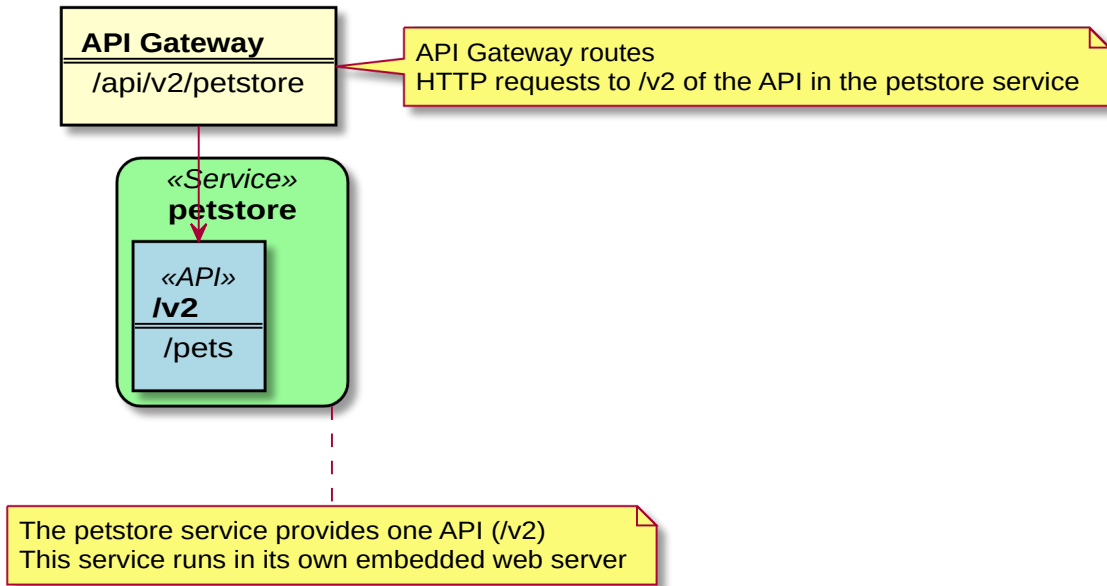 API Gateway
/api/v2/petstore
API Gateway routes
HTTP requests to /v2 of the API in the petstore service
«Service»
petstore
«API»
/v2
/pets
The petstore service provides one API (/v2)
This service runs in its own embedded web server